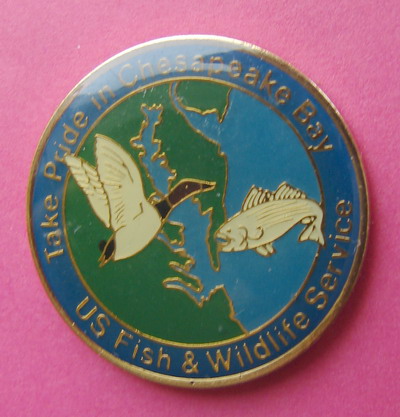 Take Pride in Chesapeake Bay
US Fish & Wildlife Service